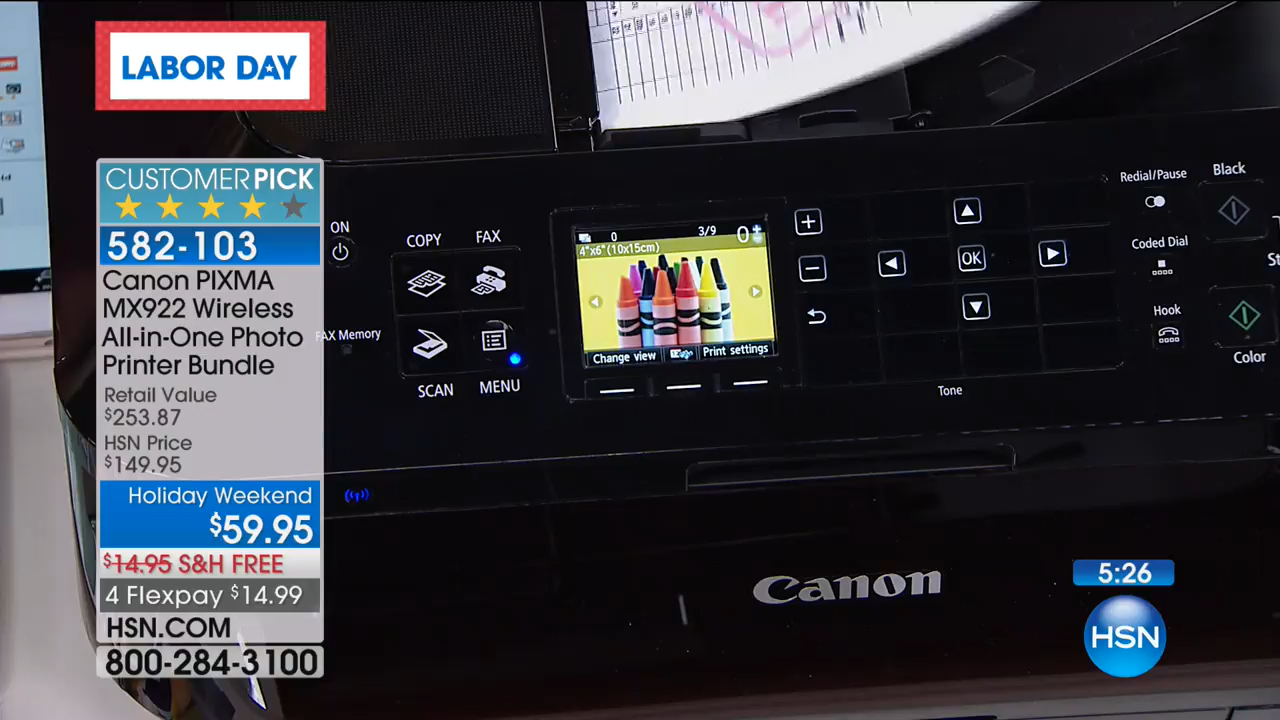 LABOR DAY
CUSTOMER PICK
582-103
Canon PIXMA
MX922 Wireless
All-in-One Photo
Printer Bundle
Retail Value
$253.87
HSN Price
$149.95
Holiday Weekend
$59.95
$14.95 S&H FREE
4 Flexpay $14.99
HSN.COM
800-284-3100
ON
FAX Memory
COPY
FAX
SCAN
MENU
0
3/9
0
4"x6"(10x15cm)
Change view
Print settings
OK
Tone
Redial/Pause
Coded Dial
Hook
Black
Color
Canon
5:26
HSN